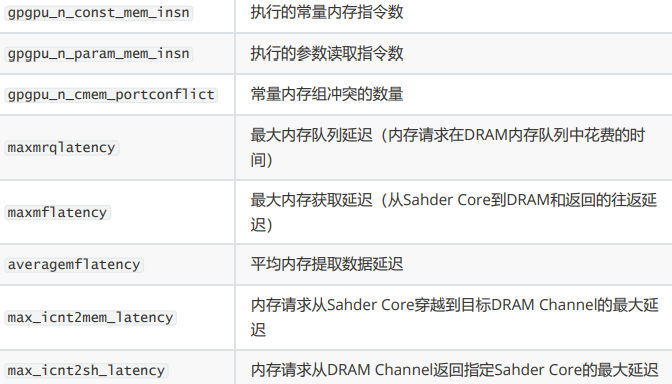 gpgpu_n_const_mem_insn 执行的常量内存指令数
gpgpu_n_param_mem_insn 执行的参数读取指令数
gpgpu_n_cmem_portconflict 常量内存组冲突的数量
maxmrqlatency 最大内存队列延迟（内存请求在DRAM内存队列中花费的时
间）
maxmflatency 最大内存获取延迟（从Sahder Core到DRAM和返回的往返延
迟）
averagemflatency 平均内存提取数据延迟
max_icnt2mem_latency 内存请求从Sahder Core穿越到目标DRAM Channel的最大延
迟
max_icnt2sh_latency 内存请求从DRAM Channel返回指定Sahder Core的最大延迟